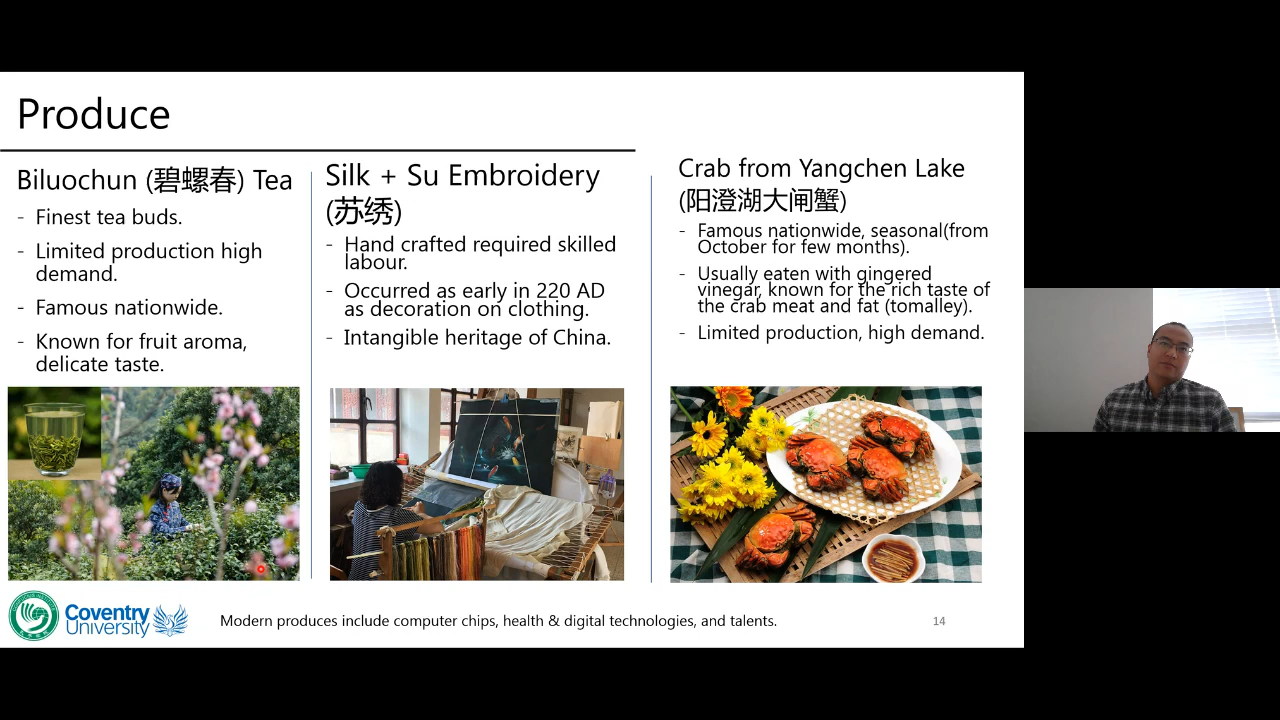 Produce
Biluochun (碧螺春) Tea
- Finest tea buds.
- Limited production high
demand.
- Famous nationwide.
- Known for fruit aroma,
delicate taste.
Silk + Su Embroidery
(苏绣)
- Hand crafted required skilled
labour.
- Occurred as early in 220 AD
as decoration on clothing.
- Intangible heritage of China.
Crab from Yangchen Lake
(阳澄湖大闸蟹)
- Famous nationwide, seasonal(from
October for few months).
- Usually eaten with gingered
vinegar, known for the rich taste of
the crab meat and fat (tomalley).
- Limited production, high demand.
Coventry
University
Modern produces include computer chips, health & digital technologies, and talents.
14